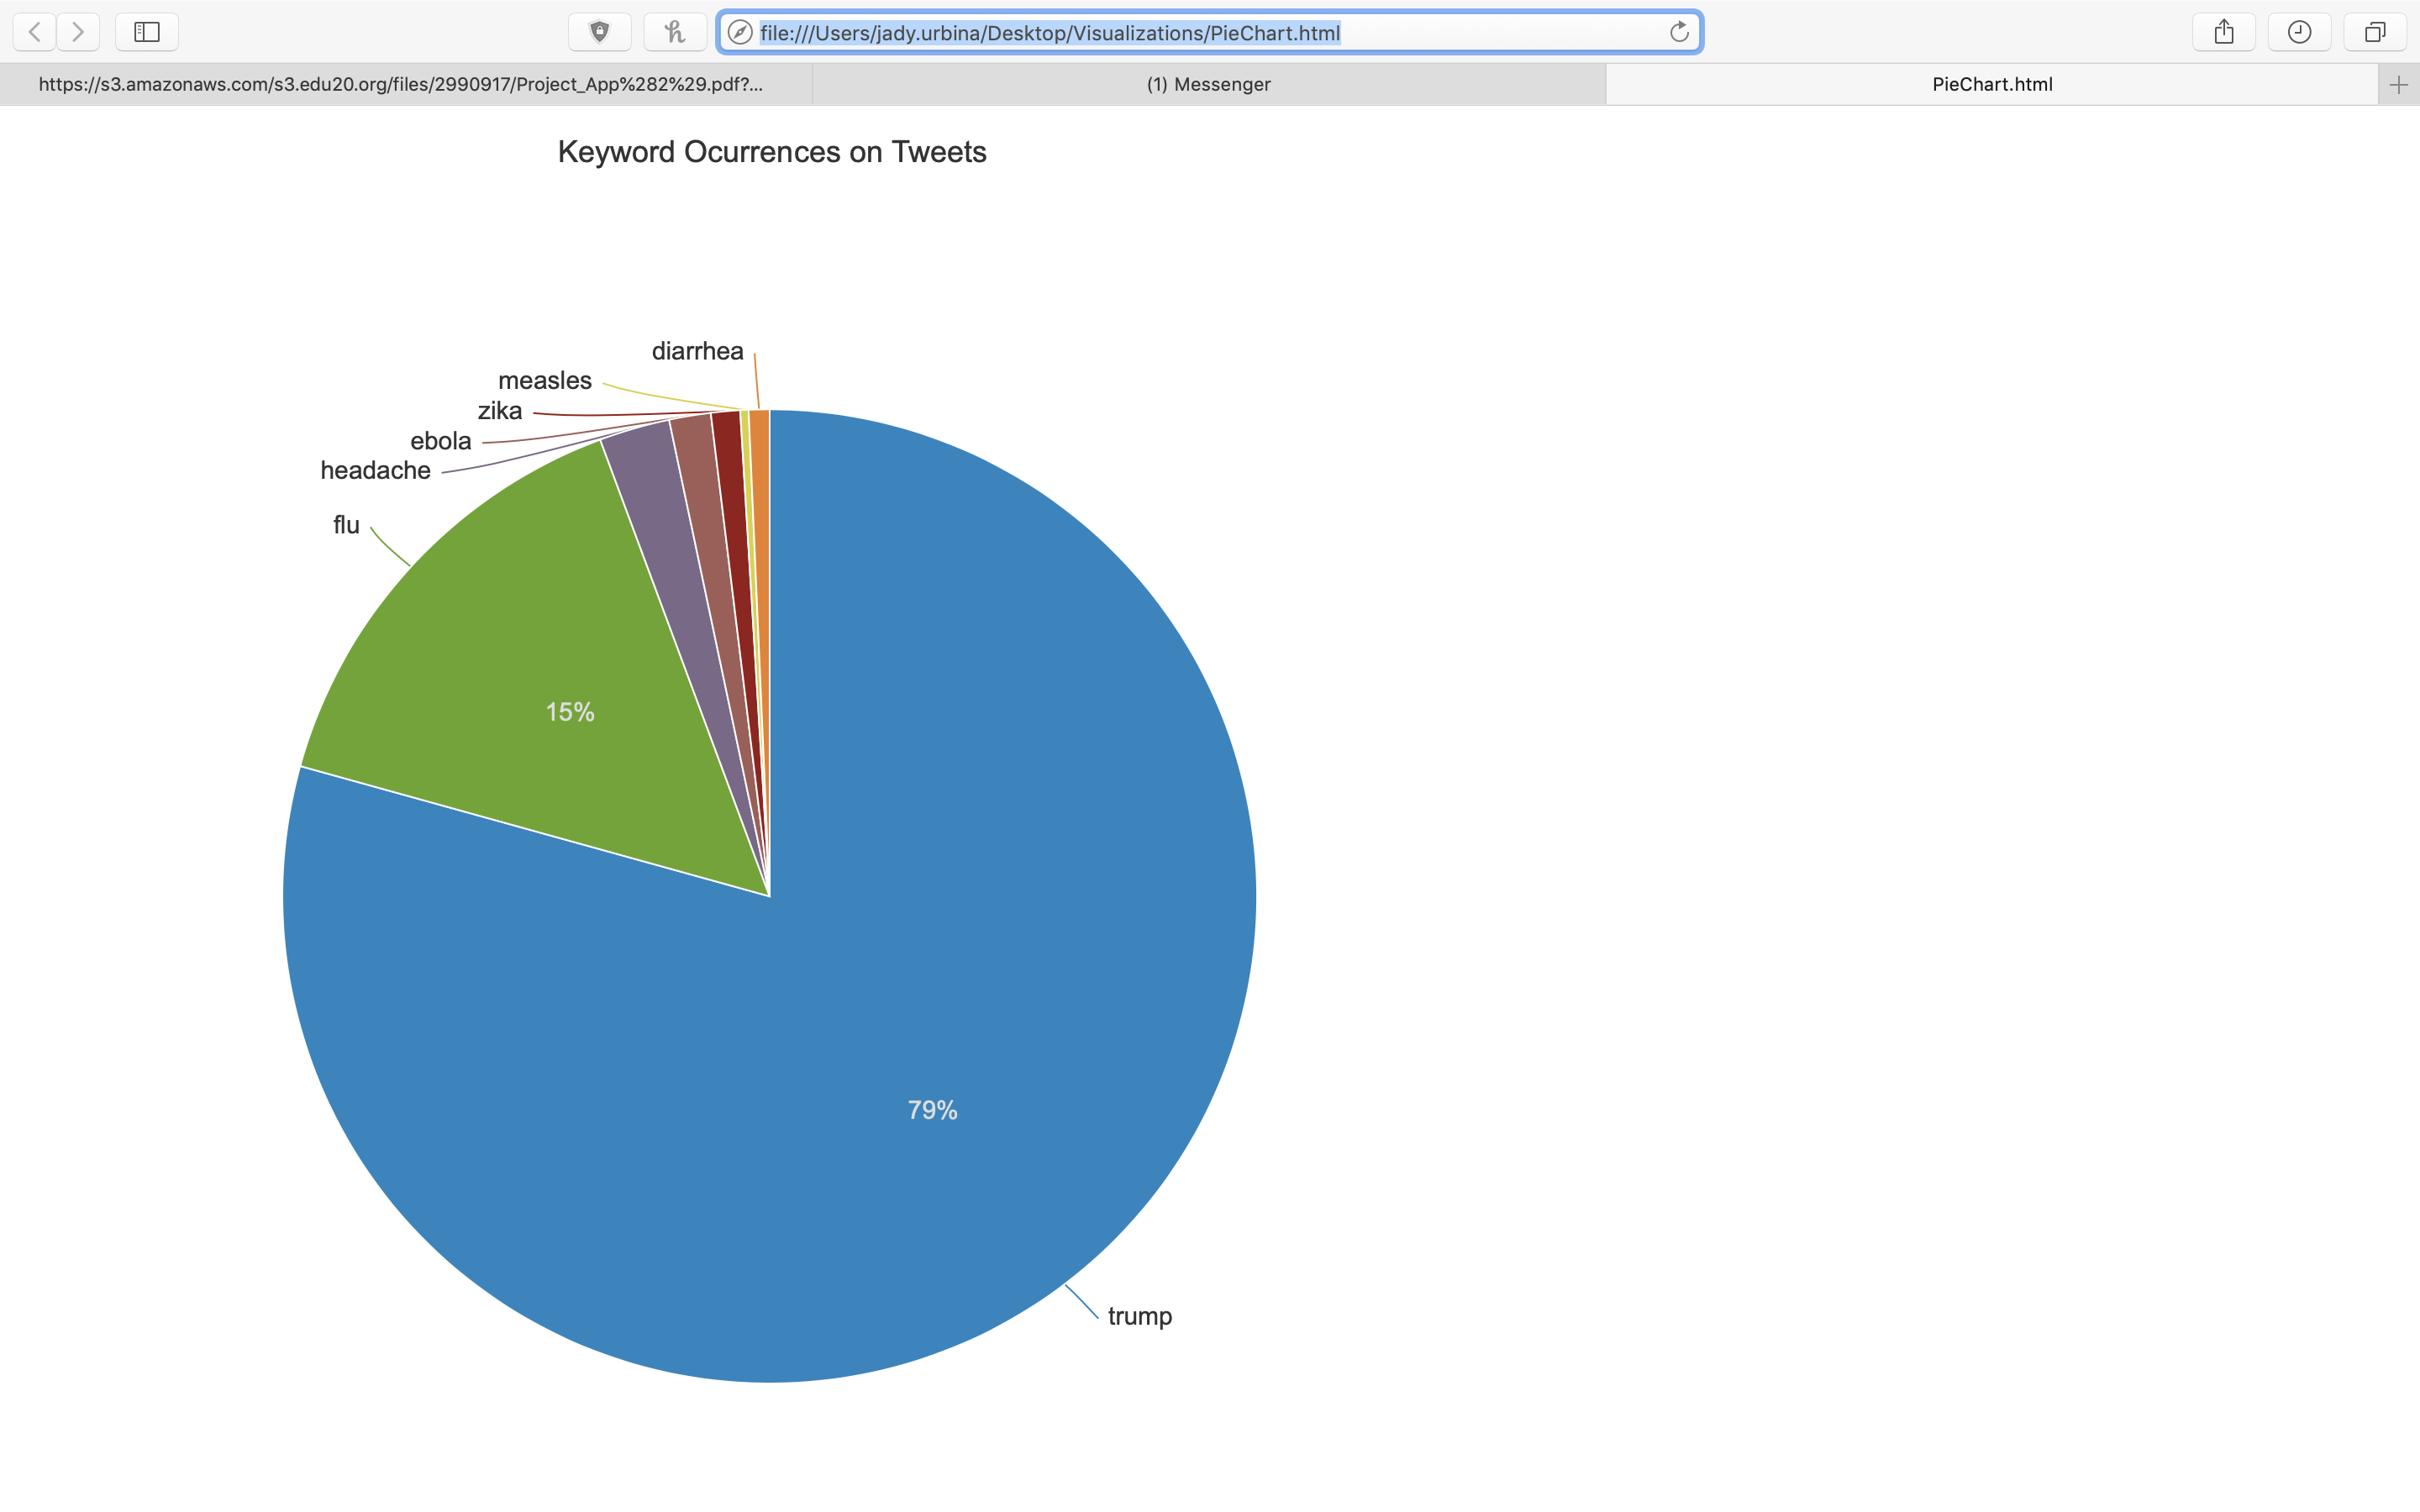 file:///Users/jady.urbina/Desktop/Visualizations/PieChart.html
https://s3.amazonaws.com/s3.edu20.org/files/2990917/Project_App%282%29.pdf?...
(1) Messenger
PieChart.html
Keyword Ocurrences on Tweets
diarrhea
measles
zika
ebola
headache
flu
15%
79%
trump